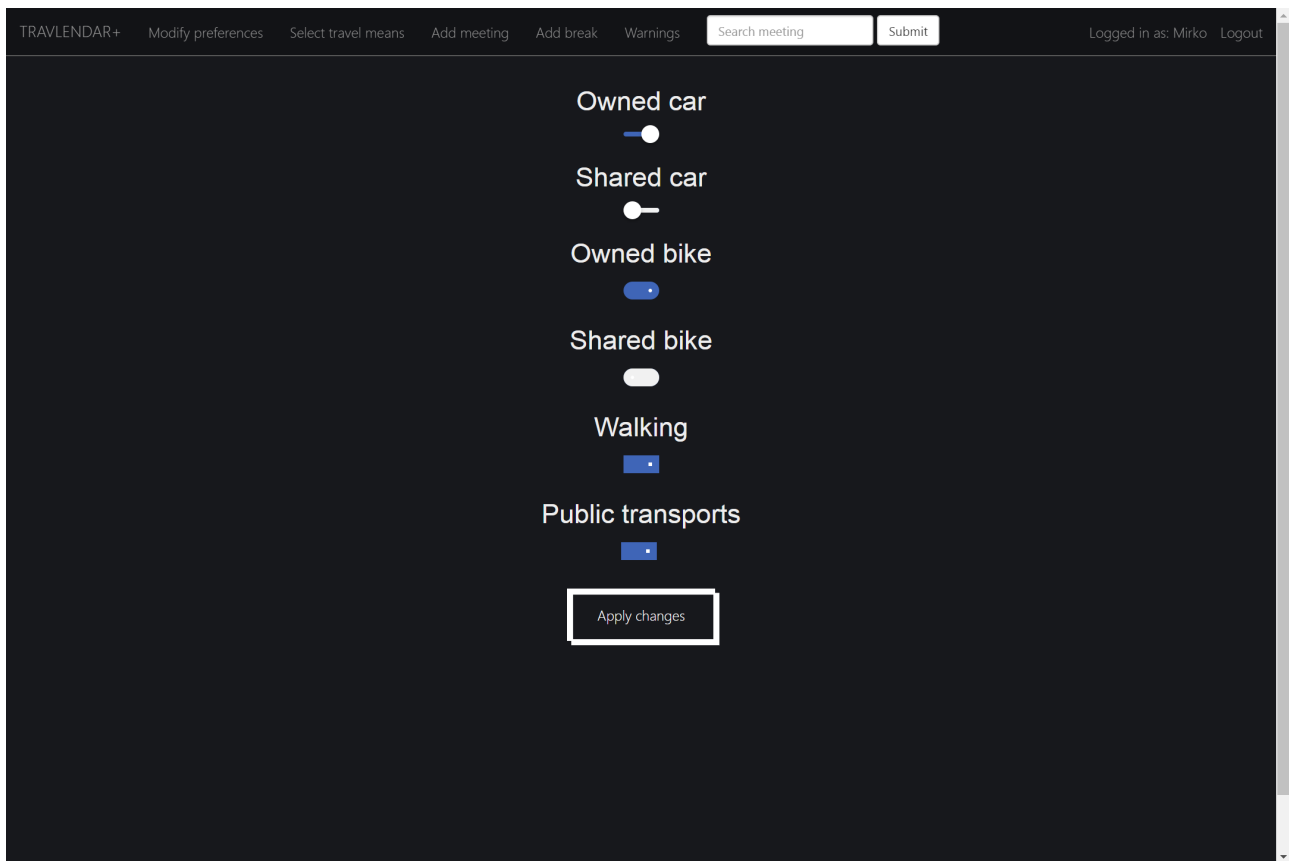 TRAVLENDAR+ Modify preferences Select travel means Add meeting Add break Warnings Search meeting Submit Logged in as: Mirko Logout
Owned car
Shared car
Owned bike
Shared bike
Walking
Public transports
Apply changes